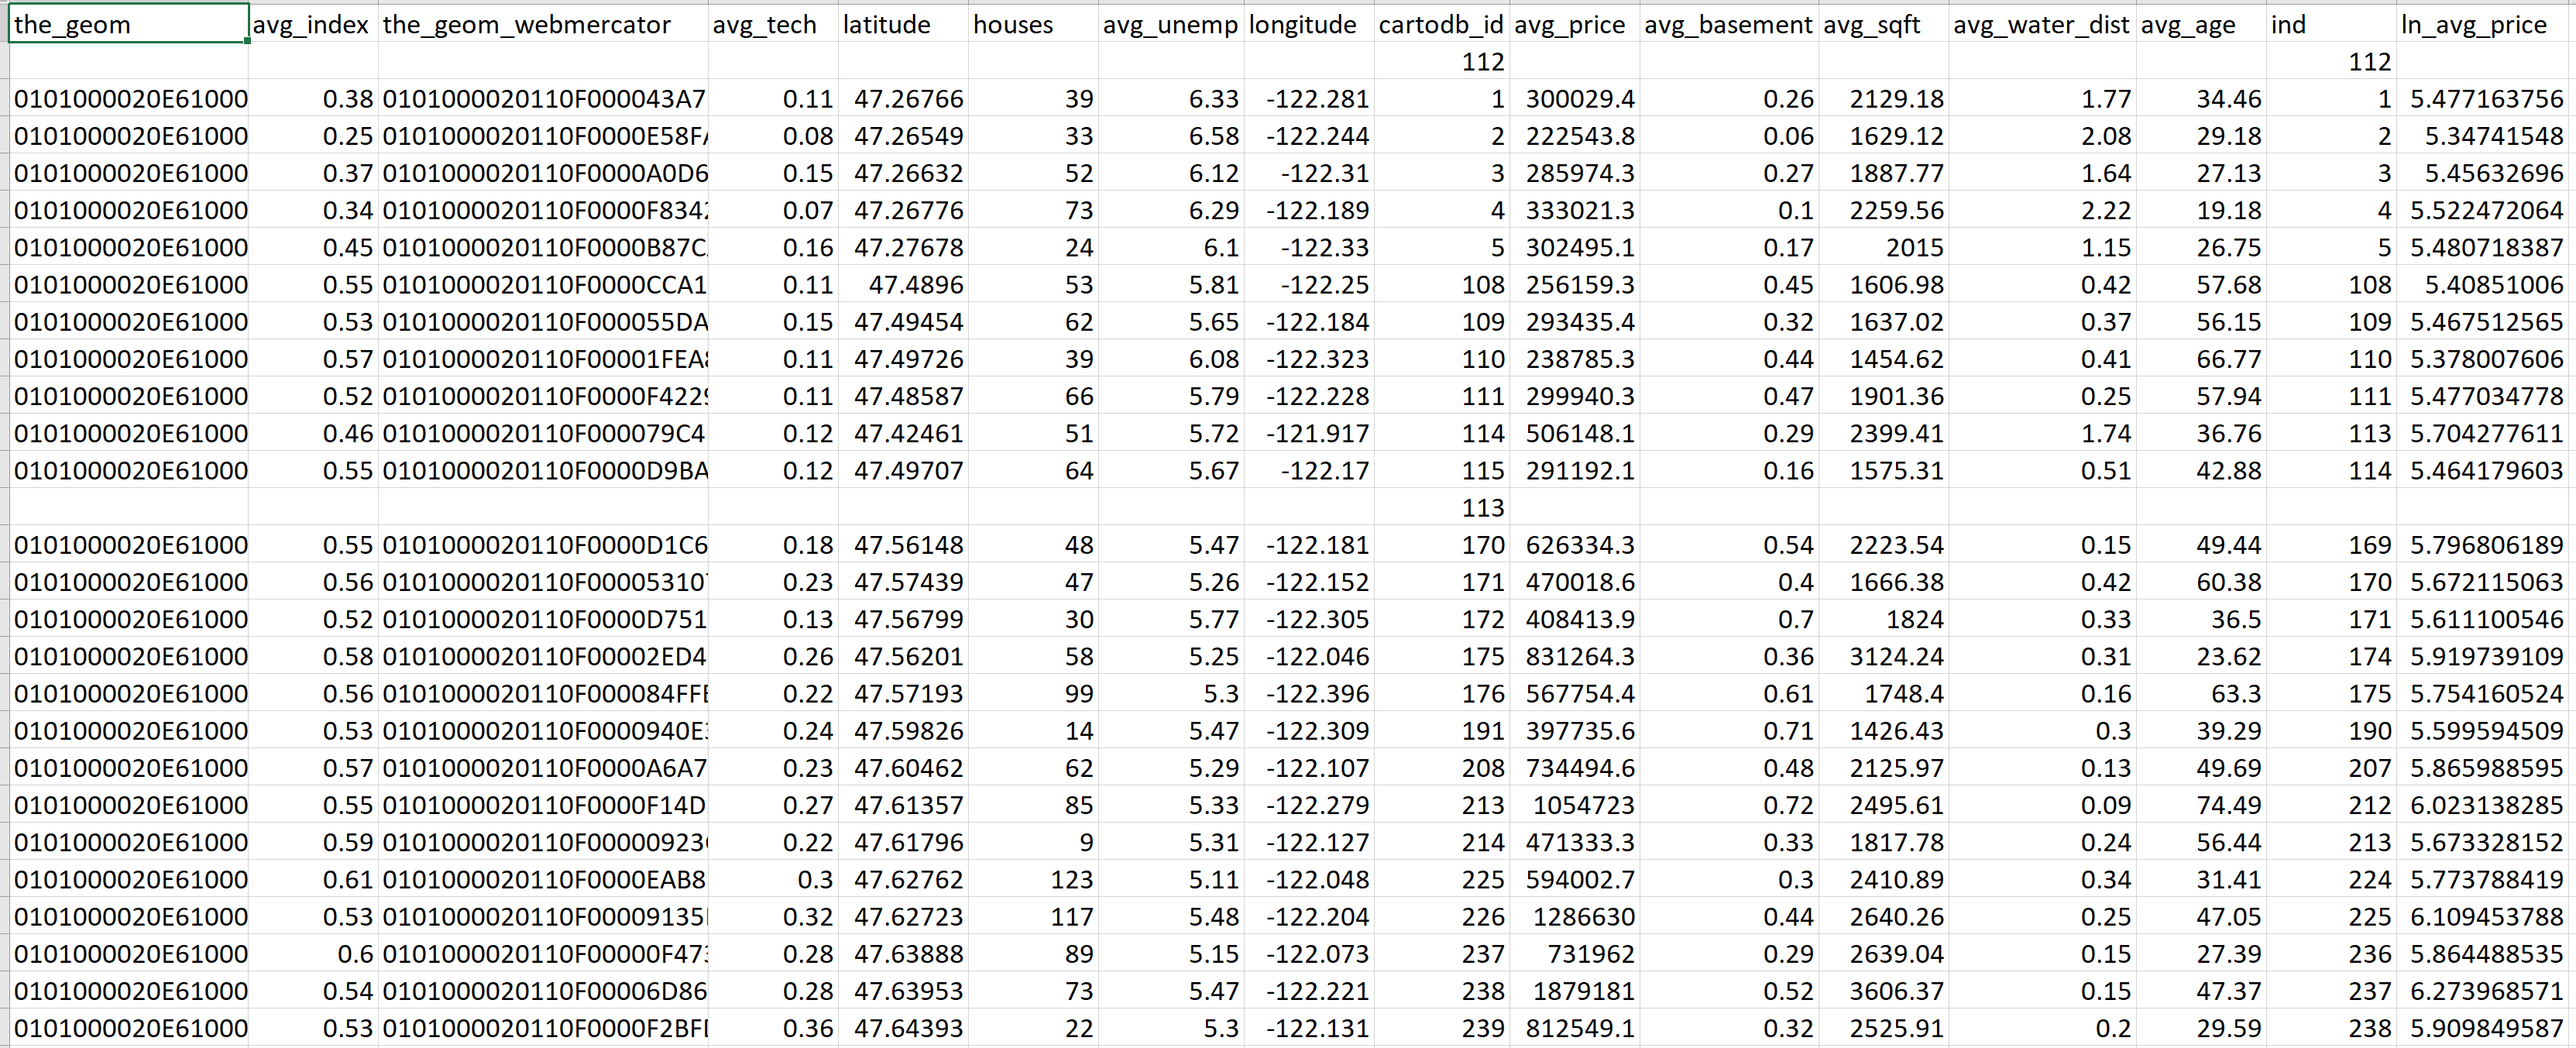 the_geom avg_index the_geom_webmercator avg_tech latitude houses avg_unemp longitude cartodb_id avg_price avg_basement avg_sqft avg_water_dist avg_age ind ln_avg_price
112 112
0101000020E61000 0.38 0101000020110F000043A7 0.11 47.26766 39 6.33 -122.281 1 300029.4 0.26 2129.18 1.77 34.46 1 5.477163756
0101000020E61000 0.25 0101000020110F0000E58F 0.08 47.26549 33 6.58 -122.244 2 222543.8 0.06 1629.12 2.08 29.18 2 5.34741548
0101000020E61000 0.37 0101000020110F0000A0D6 0.15 47.26632 52 6.12 -122.31 3 285974.3 0.27 1887.77 1.64 27.13 3 5.45632696
0101000020E61000 0.34 0101000020110F0000F834 0.07 47.26776 73 6.29 -122.189 4 333021.3 0.1 2259.56 2.22 19.18 4 5.522472064
0101000020E61000 0.45 0101000020110F0000B87C 0.16 47.27678 24 6.1 -122.33 5 302495.1 0.17 2015 1.15 26.75 5 5.480718387
0101000020E61000 0.55 0101000020110F0000CCA1 0.11 47.4896 53 5.81 -122.25 108 256159.3 0.45 1606.98 0.42 57.68 108 5.40851006
0101000020E61000 0.53 0101000020110F000055DA 0.15 47.49454 62 5.65 -122.184 109 293435.4 0.32 1637.02 0.37 56.15 109 5.467512565
0101000020E61000 0.57 0101000020110F00001FEA 0.11 47.49726 39 6.08 -122.323 110 238785.3 0.44 1454.62 0.41 66.77 110 5.378007606
0101000020E61000 0.52 0101000020110F0000F422 0.11 47.48587 66 5.79 -122.228 111 299940.3 0.47 1901.36 0.25 57.94 111 5.477034778
0101000020E61000 0.46 0101000020110F000079C4 0.12 47.42461 51 5.72 -121.917 114 506148.1 0.29 2399.41 1.74 36.76 113 5.704277611
0101000020E61000 0.55 0101000020110F0000D9BA 0.12 47.49707 64 5.67 -122.17 115 291192.1 0.16 1575.31 0.51 42.88 114 5.464179603
113
0101000020E61000 0.55 0101000020110F0000D1C6 0.18 47.56148 48 5.47 -122.181 170 626334.3 0.54 2223.54 0.15 49.44 169 5.796806189
0101000020E61000 0.56 0101000020110F00005310 0.23 47.57439 47 5.26 -122.152 171 470018.6 0.4 1666.38 0.42 60.38 170 5.672115063
0101000020E61000 0.52 0101000020110F0000D751 0.13 47.56799 30 5.77 -122.305 172 408413.9 0.7 1824 0.33 36.5 171 5.611100546
0101000020E61000 0.58 0101000020110F00002ED4 0.26 47.56201 58 5.25 -122.046 175 831264.3 0.36 3124.24 0.31 23.62 174 5.919739109
0101000020E61000 0.56 0101000020110F000084FF 0.22 47.57193 99 5.3 -122.396 176 567754.4 0.61 1748.4 0.16 63.3 175 5.754160524
0101000020E61000 0.53 0101000020110F0000940E 0.24 47.59826 14 5.47 -122.309 191 397735.6 0.71 1426.43 0.3 39.29 190 5.599594509
0101000020E61000 0.57 0101000020110F0000A6A7 0.23 47.60462 62 5.29 -122.107 208 734494.6 0.48 2125.97 0.13 49.69 207 5.865988595
0101000020E61000 0.55 0101000020110F0000F14D 0.27 47.61357 85 5.33 -122.279 213 1054723 0.72 2495.61 0.09 74.49 212 6.023138285
0101000020E61000 0.59 0101000020110F00000923 0.22 47.61796 9 5.31 -122.127 214 471333.3 0.33 1817.78 0.24 56.44 213 5.673328152
0101000020E61000 0.61 0101000020110F0000EAB8 0.3 47.62762 123 5.11 -122.048 225 594002.7 0.3 2410.89 0.34 31.41 224 5.773788419
0101000020E61000 0.53 0101000020110F00009135 0.32 47.62723 117 5.48 -122.204 226 1286630 0.44 2640.26 0.25 47.05 225 6.109453788
0101000020E61000 0.6 0101000020110F00000F47 0.28 47.63888 89 5.15 -122.073 237 731962 0.29 2639.04 0.15 27.39 236 5.864488535
0101000020E61000 0.54 0101000020110F00006D86 0.28 47.63953 73 5.47 -122.221 238 1879181 0.52 3606.37 0.15 47.37 237 6.273968571
0101000020E61000 0.53 0101000020110F0000F2BF 0.36 47.64393 22 5.3 -122.131 239 812549.1 0.32 2525.91 0.2 29.59 238 5.909849587